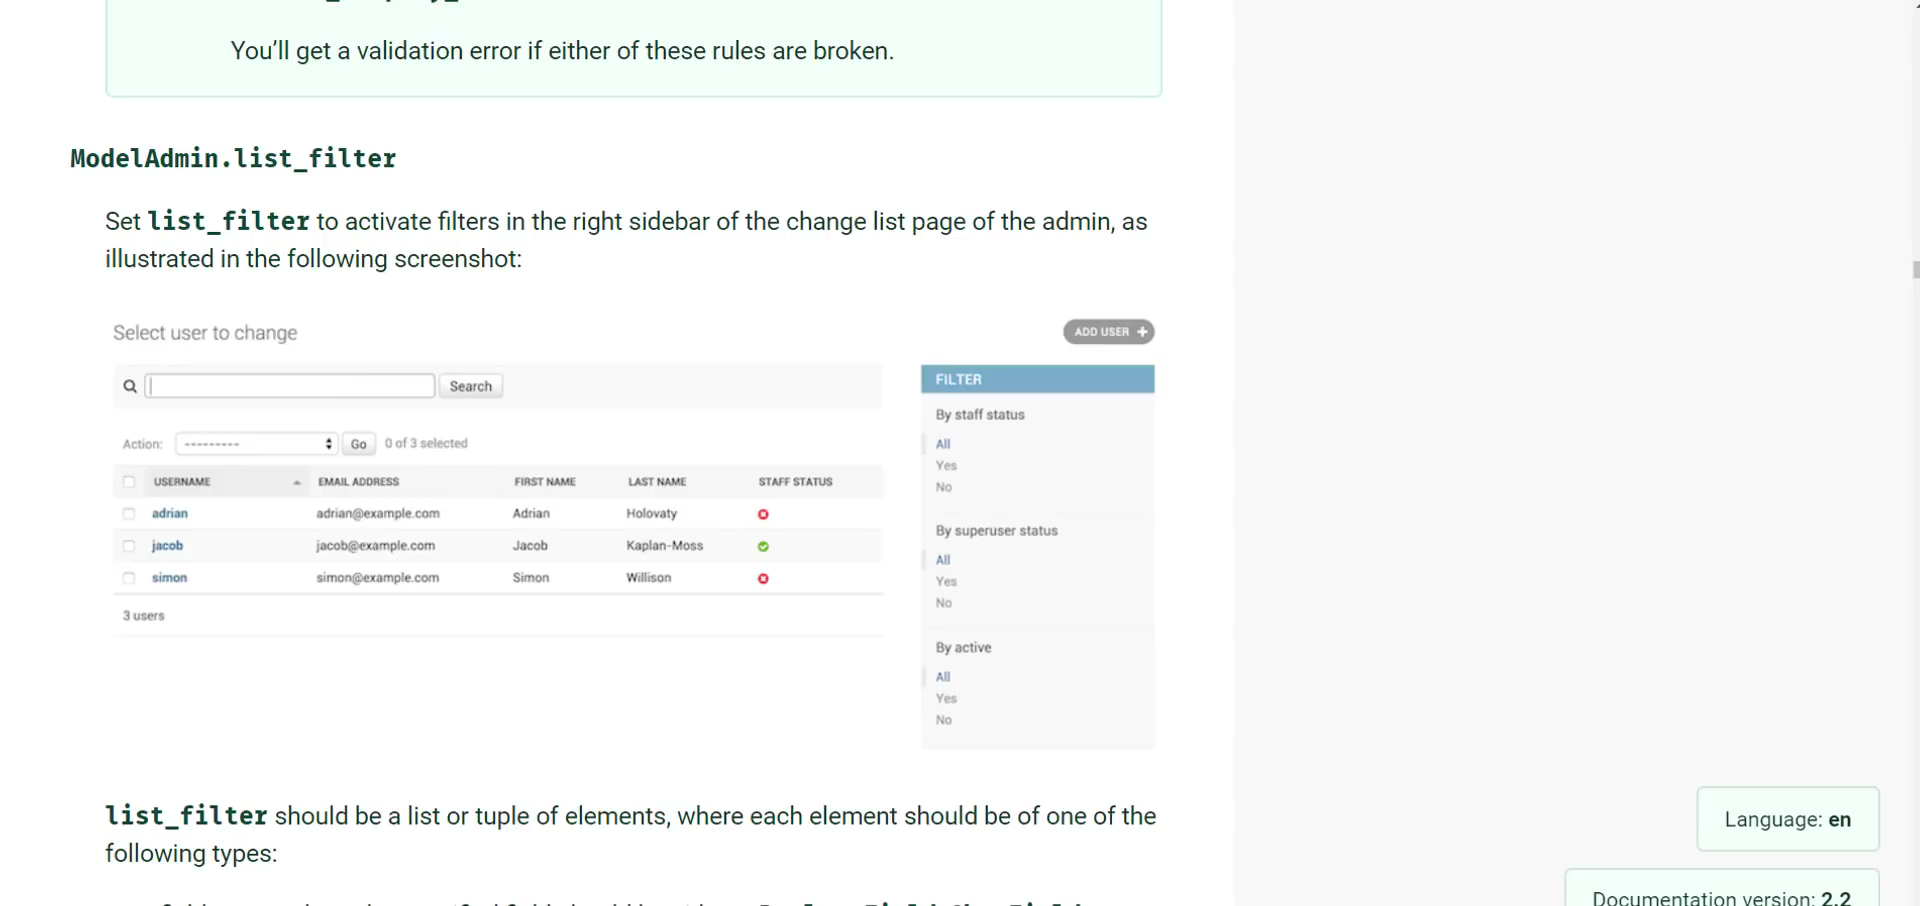 You’ll get a validation error if either of these rules are broken.
ModelAdmin.list_filter
Set list_filter to activate filters in the right sidebar of the change list page of the admin, as
illustrated in the following screenshot:
Select user to change
ADD USER +
Search
Action: --------- Go 0 of 3 selected
USERNAME EMAIL ADDRESS FIRST NAME LAST NAME STAFF STATUS
adrian adrian@example.com Adrian Holovaty
jacob jacob@example.com Jacob Kaplan-Moss
simon simon@example.com Simon Willison
3 users
FILTER
By staff status
All
Yes
No
By superuser status
All
Yes
No
By active
All
Yes
No
list_filter should be a list or tuple of elements, where each element should be of one of the
following types:
Language: en
Documentation version: 2.2